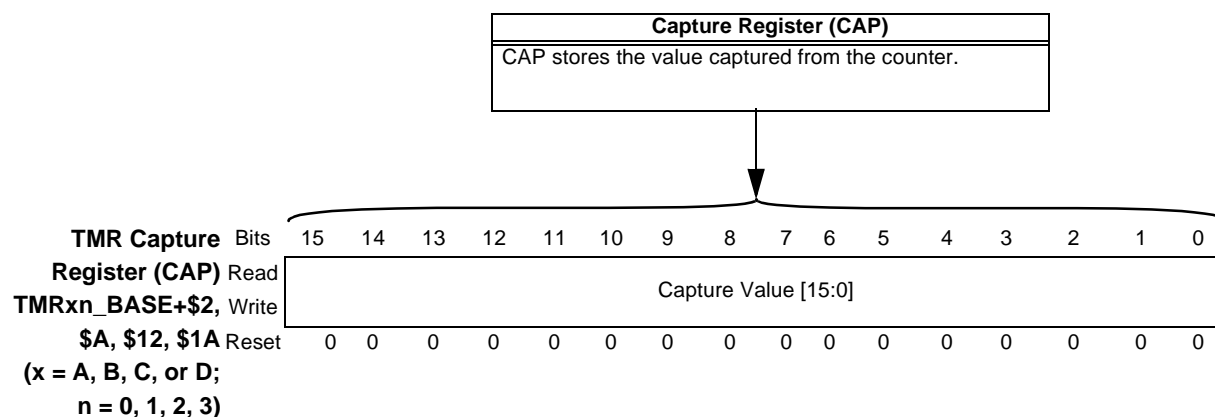 Capture Register (CAP)
CAP stores the value captured from the counter.
TMR Capture Bits 15 14 13 12 11 10 9 8 7 6 5 4 3 2 1 0
Register (CAP) Read
Capture Value [15:0]
TMRxn_BASE+$2, Write
$A, $12, $1A Reset 0 0 0 0 0 0 0 0 0 0 0 0 0 0 0 0
(x = A, B, C, or D;
n = 0, 1, 2, 3)